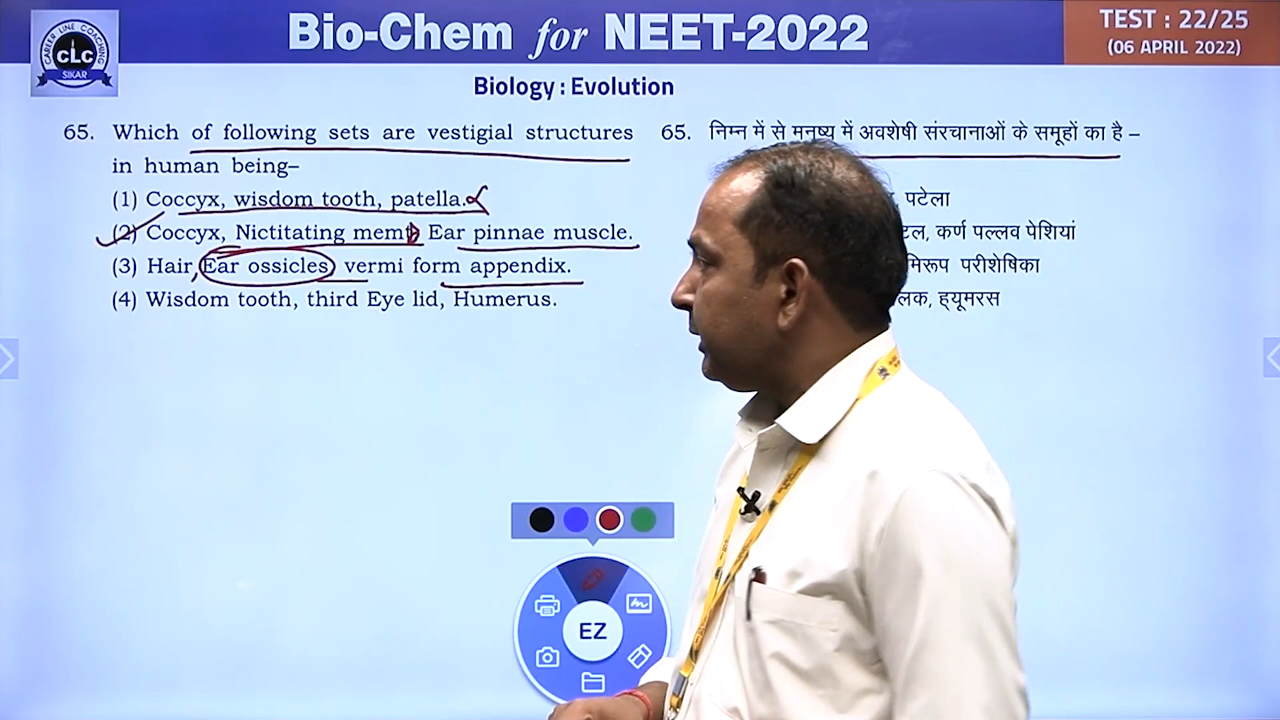 Bio-Chem for NEET-2022
TEST : 22/25
(06 APRIL 2022)
CAREER LINE COACHING
CLC
SIKAR
Biology : Evolution
65. Which of following sets are vestigial structures
in human being–
(1) Coccyx, wisdom tooth, patella.
(2) Coccyx, Nictitating mem Ear pinnae muscle.
(3) Hair, Ear ossicles, vermi form appendix.
(4) Wisdom tooth, third Eye lid, Humerus.
65. निम्न में से मनुष्य में अवशेषी संरचनाओं के समूहों का है –
, पटेला
कर्ण पल्लव पेशियां
परीशेषिका
ह्यूमरस
EZ